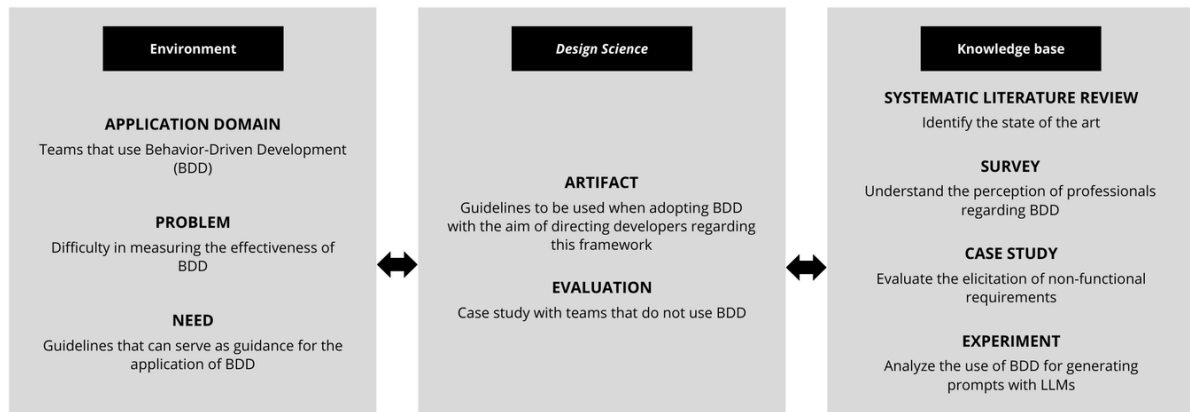 Environment
APPLICATION DOMAIN
Teams that use Behavior-Driven Development
(BDD)
PROBLEM
Difficulty in measuring the effectiveness of
BDD
NEED
Guidelines that can serve as guidance for the
application of BDD
Design Science
ARTIFACT
Guidelines to be used when adopting BDD
with the aim of directing developers regarding
this framework
EVALUATION
Case study with teams that do not use BDD
Knowledge base
SYSTEMATIC LITERATURE REVIEW
Identify the state of the art
SURVEY
Understand the perception of professionals
regarding BDD
CASE STUDY
Evaluate the elicitation of non-functional
requirements
EXPERIMENT
Analyze the use of BDD for generating
prompts with LLMs